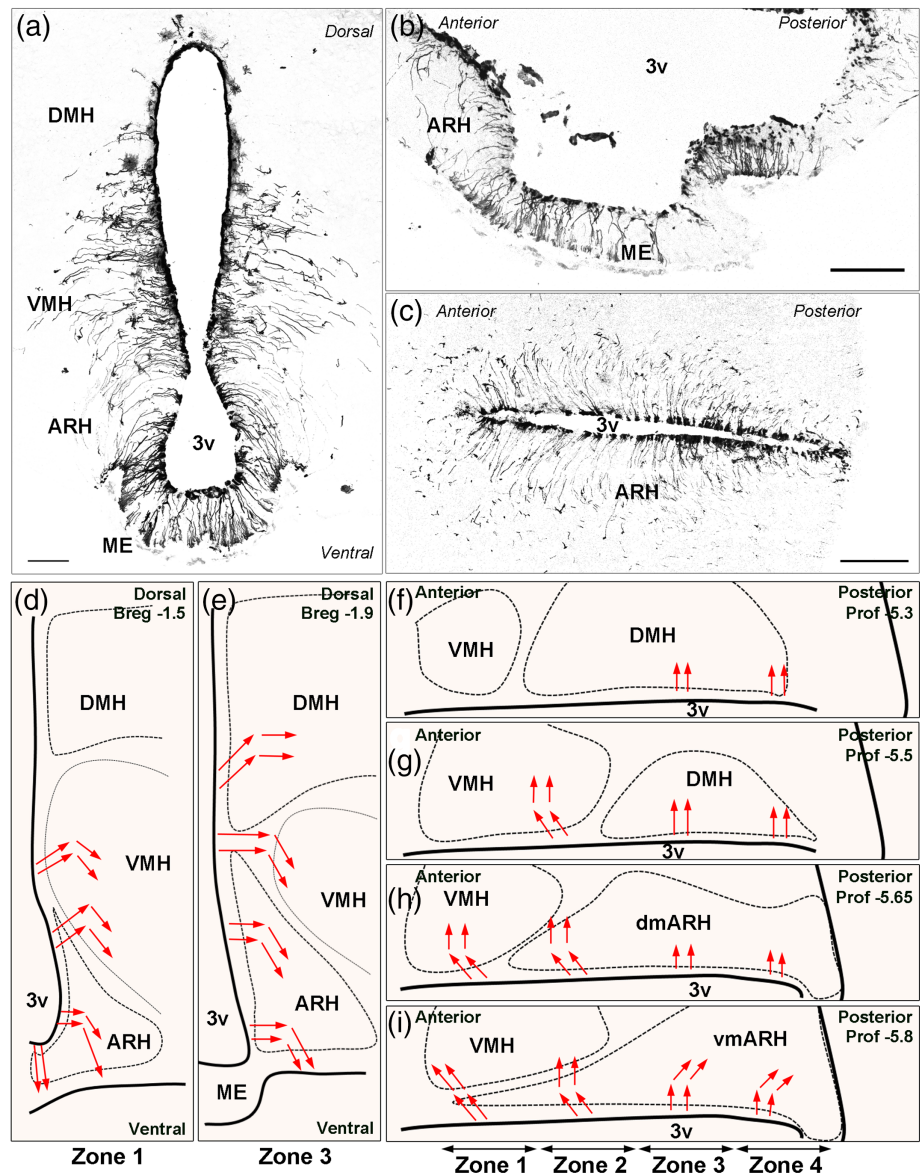 (a)
Dorsal
DMH
VMH
ARH
3v
ME
Ventral
(b)
Anterior
Posterior
3v
ARH
ME
(c)
Anterior
Posterior
3v
ARH
(d)
Dorsal
Breg -1.5
DMH
VMH
3v
ARH
Ventral
Zone 1
(e)
Dorsal
Breg -1.9
DMH
VMH
ARH
3v
ME
Ventral
Zone 3
(f)
Anterior
Posterior
Prof -5.3
VMH
DMH
3v
(g)
Anterior
Posterior
Prof -5.5
VMH
DMH
3v
(h)
Anterior
Posterior
Prof -5.65
VMH
dmARH
3v
(i)
Anterior
Posterior
Prof -5.8
VMH
vmARH
3v
Zone 1 Zone 2 Zone 3 Zone 4